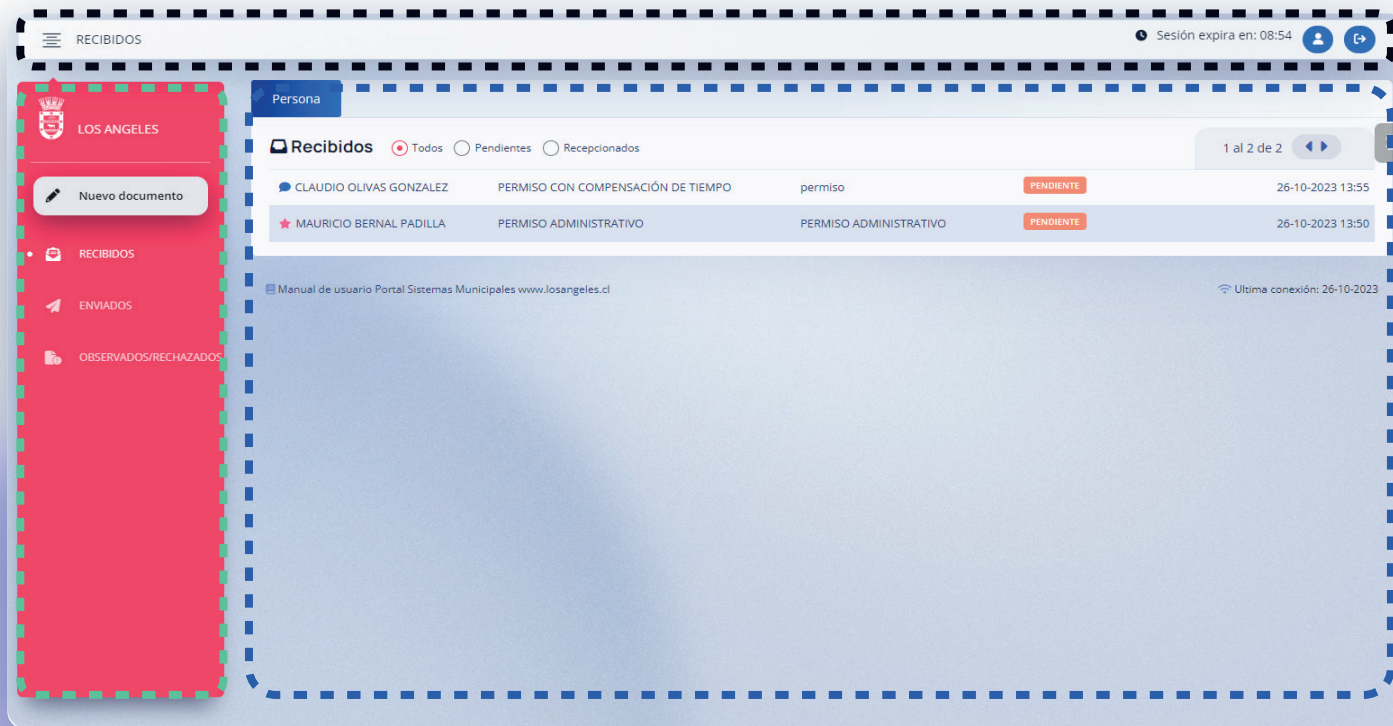 RECIBIDOS
Sesión expira en: 08:54
LOS ANGELES
Nuevo documento
RECIBIDOS
ENVIADOS
OBSERVADOS/RECHAZADOS
Persona
Recibidos Todos Pendientes Recepcionados 1 al 2 de 2
CLAUDIO OLIVAS GONZALEZ PERMISO CON COMPENSACIÓN DE TIEMPO permiso PENDIENTE 26-10-2023 13:55
MAURICIO BERNAL PADILLA PERMISO ADMINISTRATIVO PERMISO ADMINISTRATIVO PENDIENTE 26-10-2023 13:50
Manual de usuario Portal Sistemas Municipales www.losangeles.cl Ultima conexión: 26-10-2023